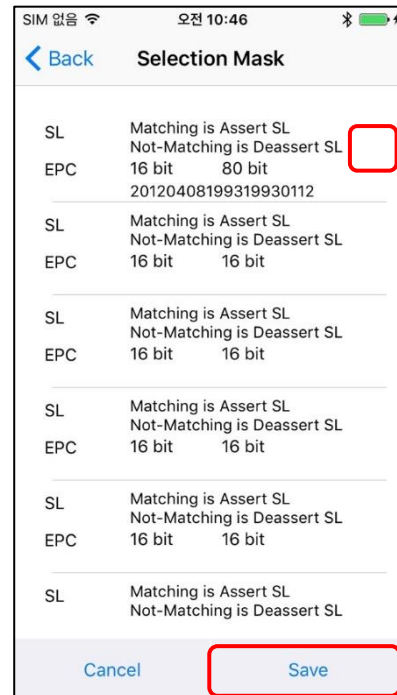 SIM 없음 오전 10:46
Back Selection Mask
SL Matching is Assert SL
Not-Matching is Deassert SL
EPC 16 bit 80 bit
20120408199319930112
SL Matching is Assert SL
Not-Matching is Deassert SL
EPC 16 bit 16 bit
SL Matching is Assert SL
Not-Matching is Deassert SL
EPC 16 bit 16 bit
SL Matching is Assert SL
Not-Matching is Deassert SL
EPC 16 bit 16 bit
SL Matching is Assert SL
Not-Matching is Deassert SL
EPC 16 bit 16 bit
SL Matching is Assert SL
Not-Matching is Deassert SL
Cancel Save